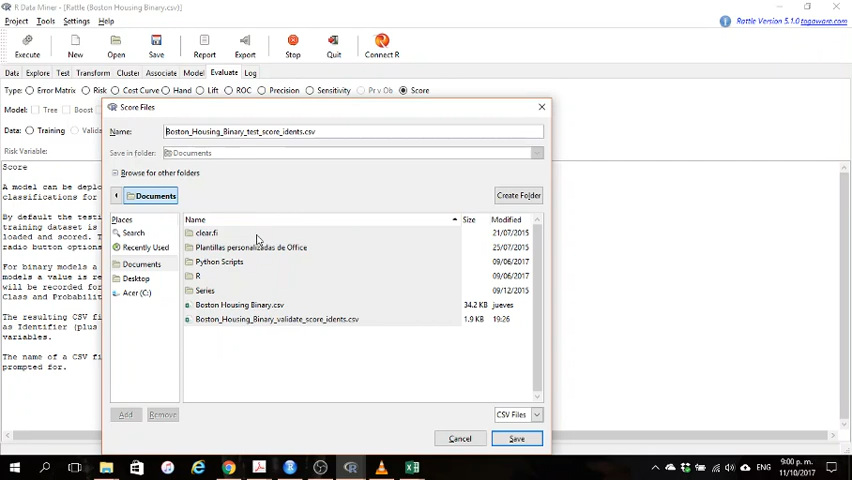 R Data Miner - [Rattle (Boston Housing Binary.csv)]
Project Tools Settings Help
Rattle Version 5.1.0 togaware.com
Execute New Open Save Report Export Stop Quit Connect R
Data Explore Test Transform Cluster Associate Model Evaluate Log
Type: Error Matrix Risk Cost Curve Hand Lift ROC Precision Sensitivity Pr v Ob Score
Model: Tree Boost
Data: Training Valida
Risk Variable:
Score
A model can be deplo
classifications for
By default the testi
training dataset is
loaded and scored. T
radio button options
For binary models a
models a value is re
will be recorded for
Class and Probabilit
The resulting CSV fi
as Identifier (plus
variables.
The name of a CSV fi
prompted for.
Score Files
Name: Boston_Housing_Binary_test_score_idents.csv
Save in folder: Documents
Browse for other folders
Documents
Create Folder
Places
Search
Recently Used
Documents
Desktop
Acer (C:)
Name Size Modified
clear.fi 21/07/2015
Plantillas personalizadas de Office 25/07/2015
Python Scripts 09/06/2017
R 09/06/2017
Series 09/12/2015
Boston Housing Binary.csv 34.2 KB jueves
Boston_Housing_Binary_validate_score_idents.csv 1.9 KB 19:26
Add Remove
CSV Files
Cancel Save
ENG
9:00 p. m.
11/10/2017